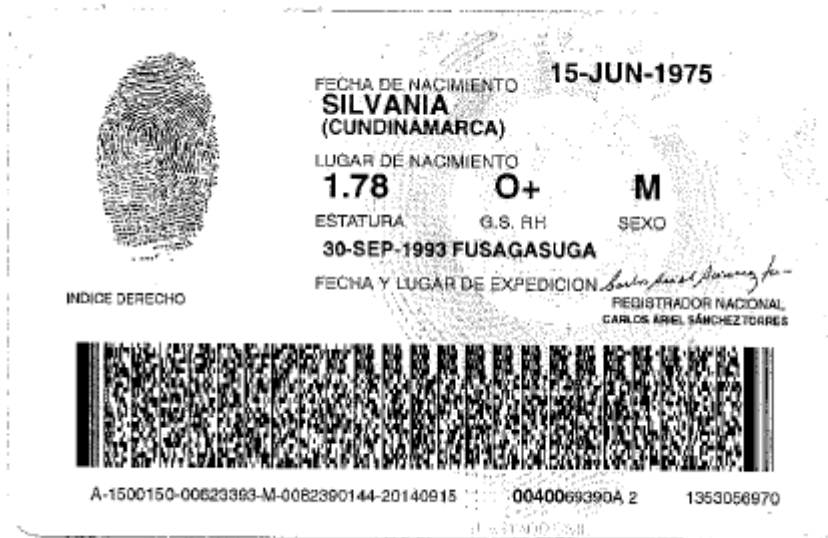 FECHA DE NACIMIENTO 15-JUN-1975
SILVANIA
(CUNDINAMARCA)
LUGAR DE NACIMIENTO
1.78 O+ M
ESTATURA G.S. RH SEXO
30-SEP-1993 FUSAGASUGA
FECHA Y LUGAR DE EXPEDICION
INDICE DERECHO
REGISTRADOR NACIONAL
CARLOS ARIEL SÁNCHEZ TORRES
A-1500150-00623393-M-0082390144-20140915 0040069390A 2 1353056970